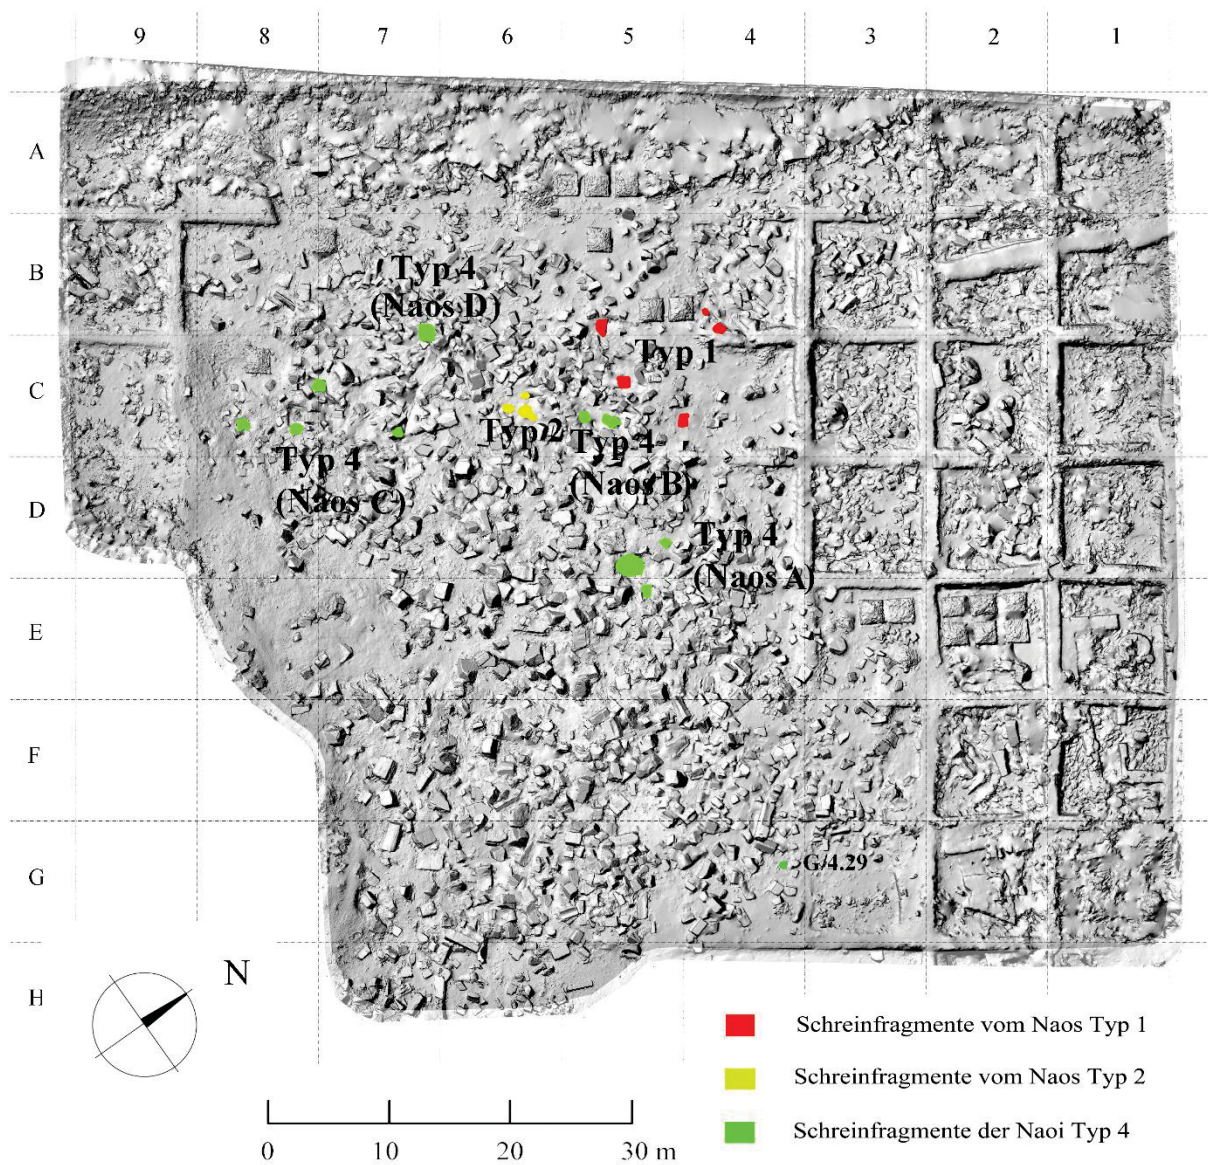 9 8 7 6 5 4 3 2 1
A
B
Typ 4
(Naos D)
Typ 1
C
Typ 2
Typ 4
(Naos B)
Typ 4
(Naos C)
D
Typ 4
(Naos A)
E
F
G
G/4.29
H
N
Schreinfragmente vom Naos Typ 1
Schreinfragmente vom Naos Typ 2
Schreinfragmente der Naoi Typ 4
0 10 20 30 m